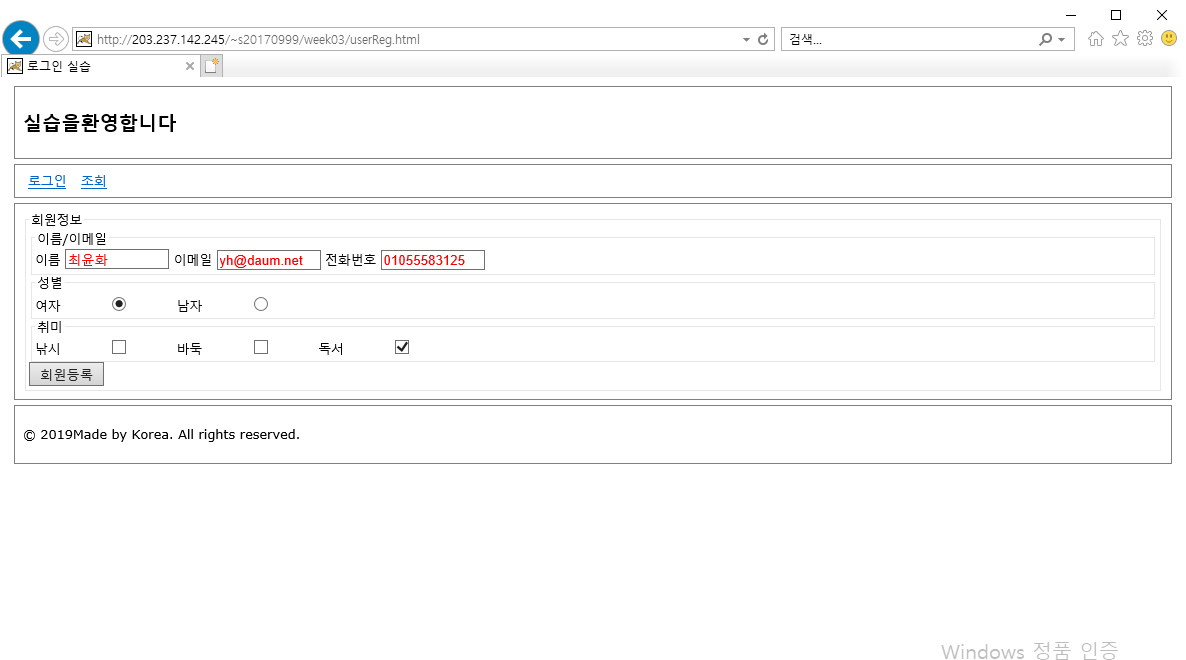 http://203.237.142.245/~s20170999/week03/userReg.html 검색...
로그인 실습
실습을환영합니다
로그인 조회
회원정보
이름/이메일
이름 최윤화 이메일 yh@daum.net 전화번호 01055583125
성별
여자 남자
취미
낚시 바둑 독서
회원등록
© 2019Made by Korea. All rights reserved.
Windows 정품 인증